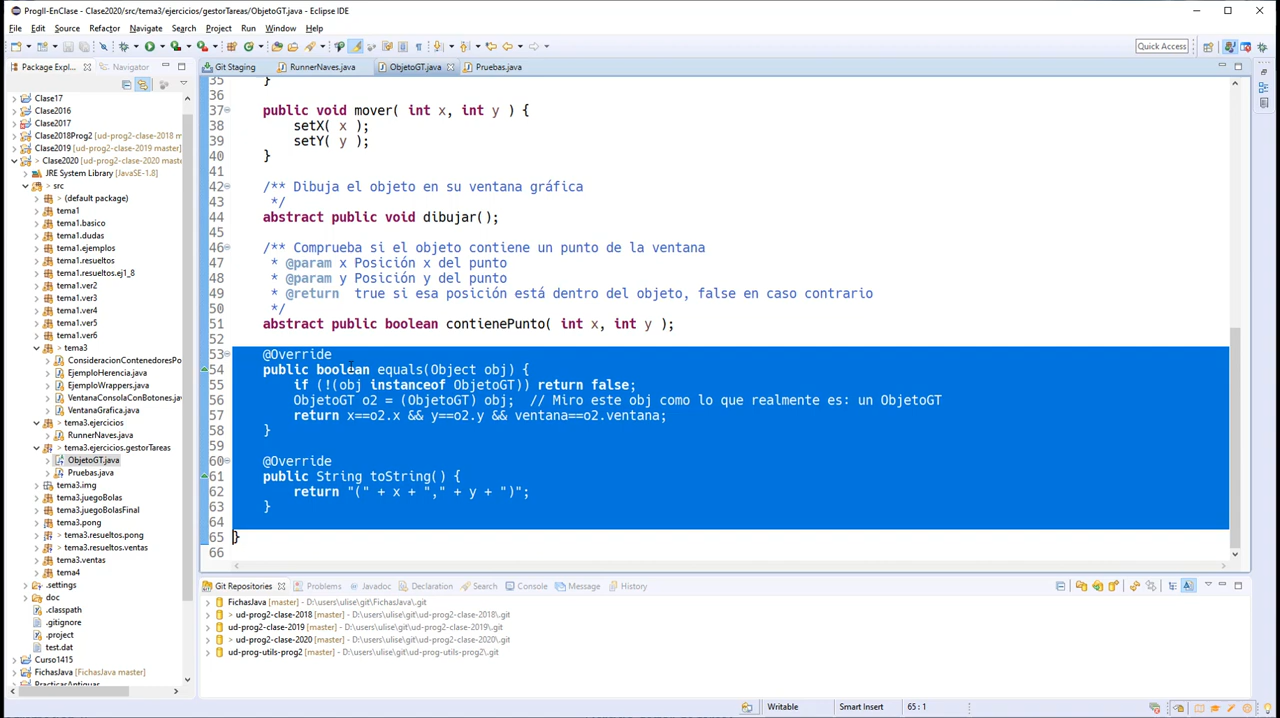 ProgII-EnClase - Clase2020/src/tema3/ejercicios/gestorTareas/ObjetoGT.java - Eclipse IDE
File Edit Source Refactor Navigate Search Project Run Window Help
Quick Access
Package Expl...
Navigator
Clase17
Clase2016
Clase2017
Clase2018Prog2 (ud-prog2-clase-2018 m
Clase2019 (ud-prog2-clase-2019 master)
> Clase2020 [ud-prog2-clase-2020 maste
JRE System Library [JavaSE-1.8]
> src
> (default package)
tema1
tema1.basico
tema1.dudas
tema1.ejemplos
tema1.resueltos
tema1.resueltos.ej1_8
tema1.ver2
tema1.ver3
tema1.ver4
tema1.ver5
tema1.ver6
> tema3
ConsideracionContenedoresPo
EjemploHerencia.java
EjemploWrappers.java
VentanaConsolaConBotones.jav
VentanaGrafica.java
> tema3.ejercicios
RunnerNaves.java
> tema3.ejercicios.gestorTareas
ObjetoGT.java
Pruebas.java
tema3.img
tema3.juegoBolas
tema3.juegoBolasFinal
tema3.pong
> tema3.resueltos.pong
> tema3.resueltos.ventas
tema3.ventas
tema4
.settings
doc
.classpath
.gitignore
.project
test.dat
Curso1415
FichasJava [FichasJava master]
PracticasAntiguas
Git Staging
RunnerNaves.java
ObjetoGT.java
Pruebas.java
35 }
36
37 public void mover( int x, int y ) {
38 setX( x );
39 setY( y );
40 }
41
42 /** Dibuja el objeto en su ventana gráfica
43 */
44 abstract public void dibujar();
45
46 /** Comprueba si el objeto contiene un punto de la ventana
47 * @param x Posición x del punto
48 * @param y Posición y del punto
49 * @return true si esa posición está dentro del objeto, false en caso contrario
50 */
51 abstract public boolean contienePunto( int x, int y );
52
53 @Override
54 public boolean equals(Object obj) {
55 if (!(obj instanceof ObjetoGT)) return false;
56 ObjetoGT o2 = (ObjetoGT) obj; // Miro este obj como lo que realmente es: un ObjetoGT
57 return x==o2.x && y==o2.y && ventana==o2.ventana;
58 }
59
60 @Override
61 public String toString() {
62 return "(" + x + "," + y + ")";
63 }
64
65 }
66
Git Repositories
Problems
Javadoc
Declaration
Search
Console
Message
History
FichasJava [master] - D:\users\ulise\git\FichasJava\.git
> ud-prog2-clase-2018 [master] - D:\users\ulise\git\ud-prog2-clase-2018\.git
ud-prog2-clase-2019 [master] - D:\users\ulise\git\ud-prog2-clase-2019\.git
> ud-prog2-clase-2020 [master] - D:\users\ulise\git\ud-prog2-clase-2020\.git
ud-prog-utils-prog2 [master] - D:\users\ulise\git\ud-prog-utils-prog2\.git
Writable
Smart Insert
65 : 1